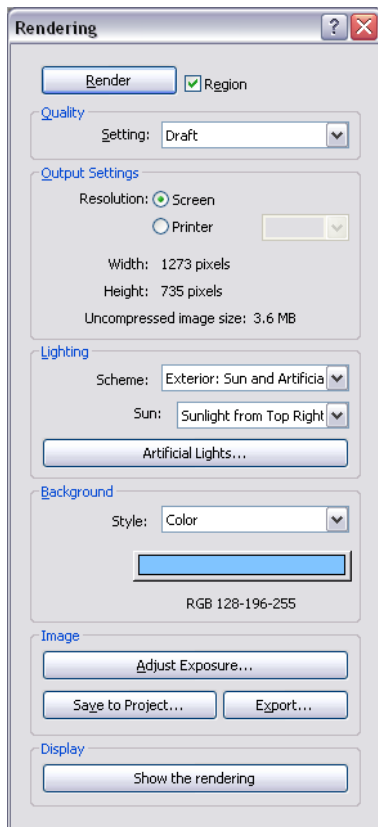 Rendering
Render Region
Quality
Setting: Draft
Output Settings
Resolution: Screen
Printer
Width: 1273 pixels
Height: 735 pixels
Uncompressed image size: 3.6 MB
Lighting
Scheme: Exterior: Sun and Artificia
Sun: Sunlight from Top Right
Artificial Lights...
Background
Style: Color
RGB 128-196-255
Image
Adjust Exposure...
Save to Project... Export...
Display
Show the rendering